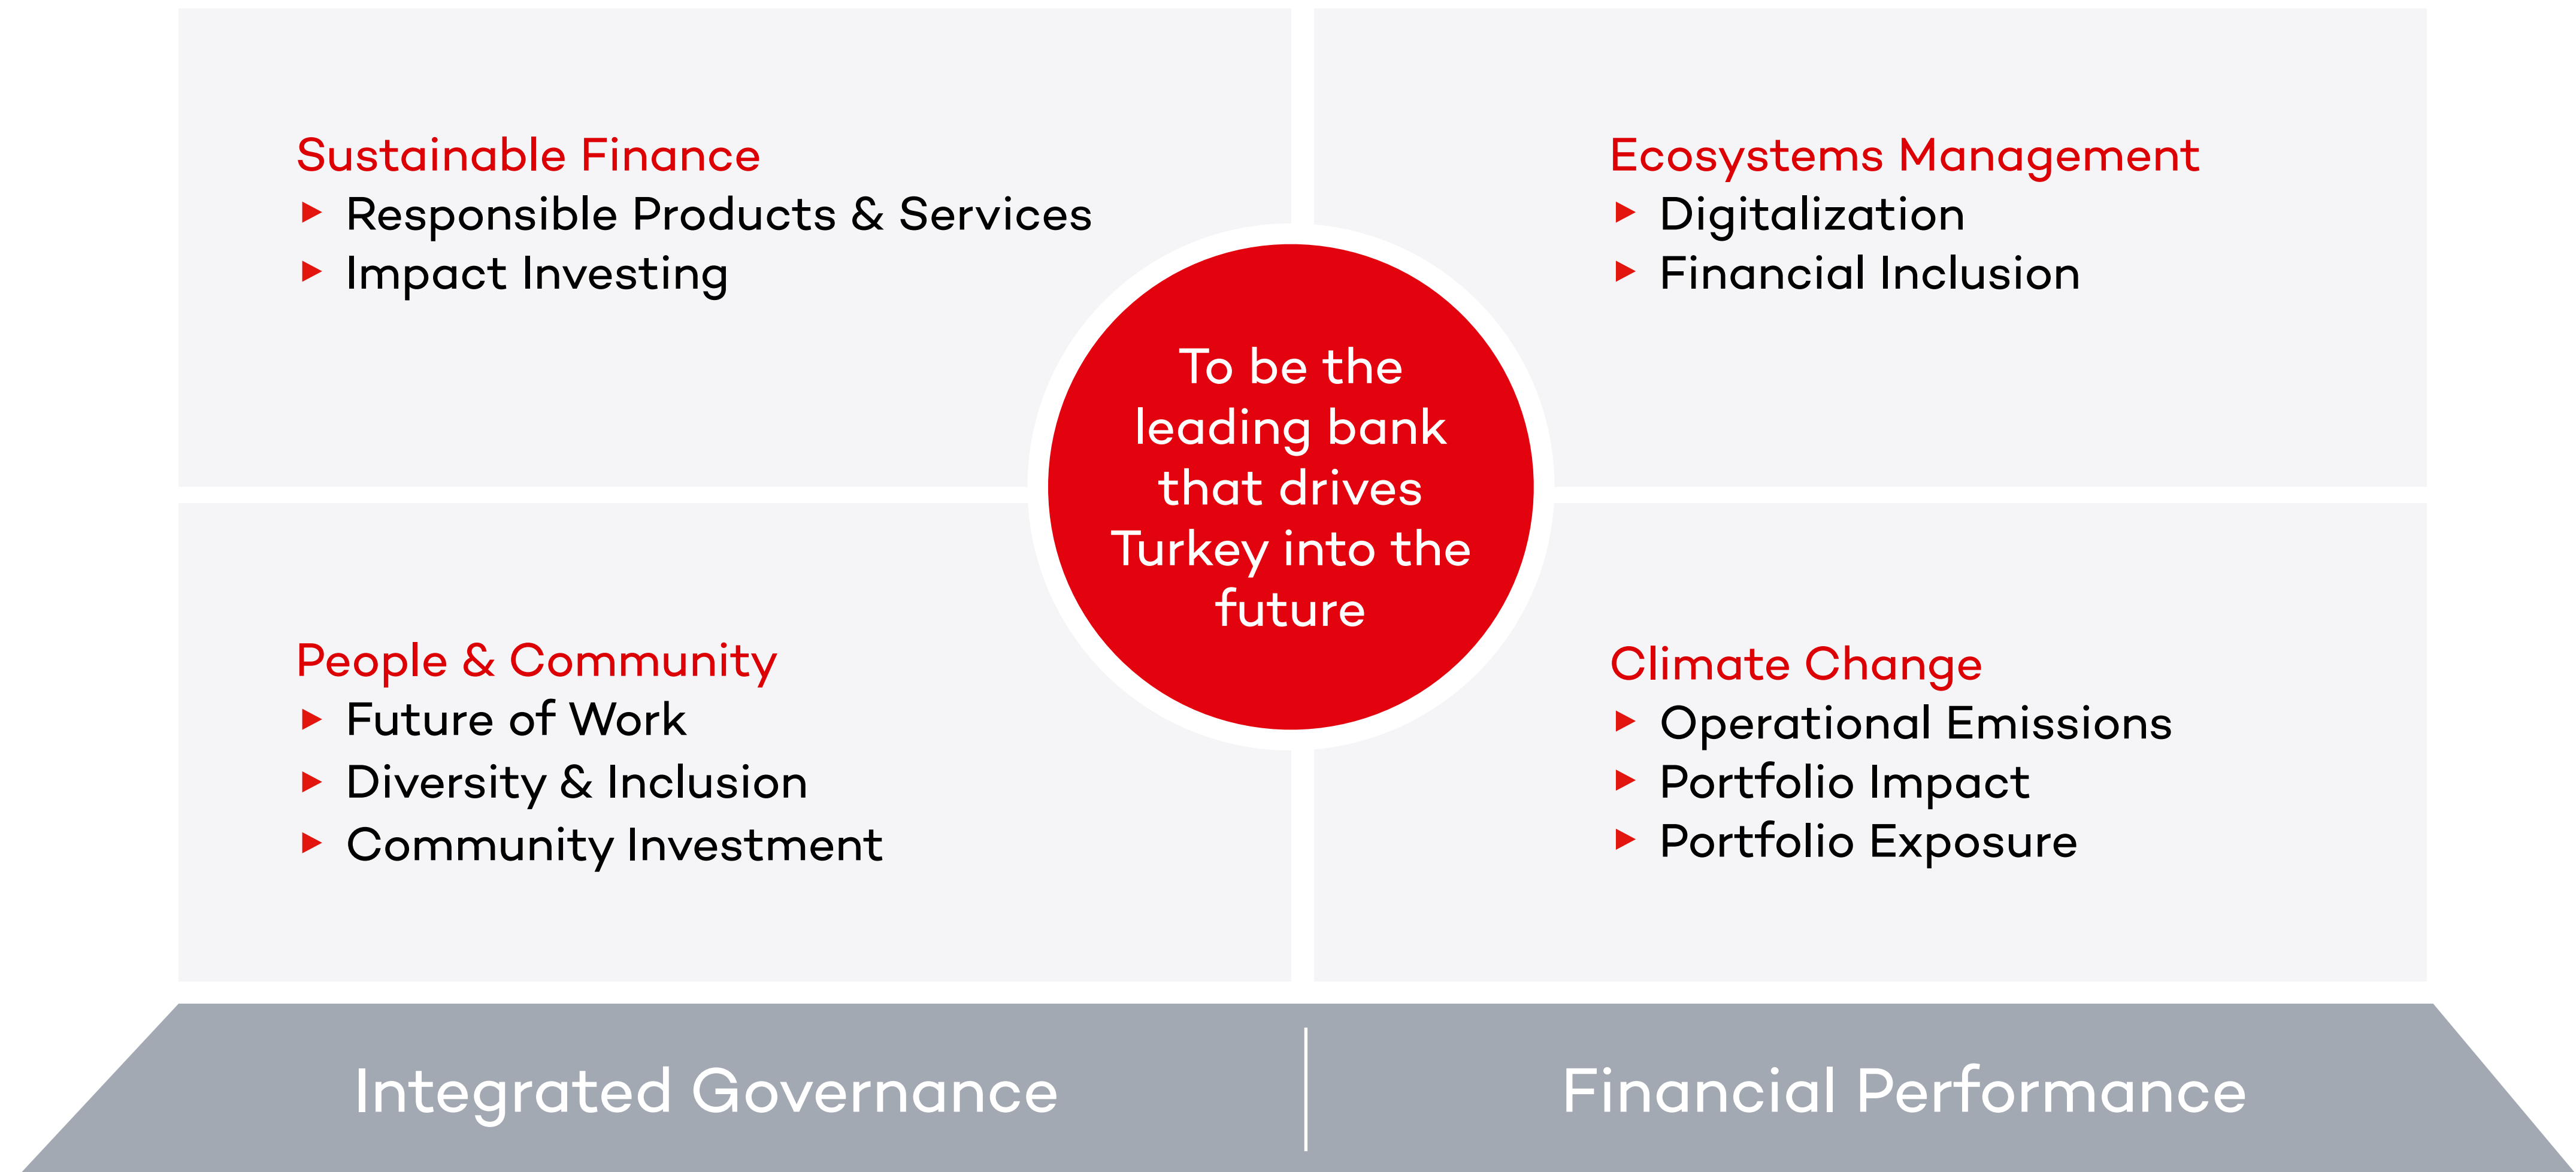 Sustainable Finance
Responsible Products & Services
Impact Investing
Ecosystems Management
Digitalization
Financial Inclusion
To be the
leading bank
that drives
Turkey into the
future
People & Community
Future of Work
Diversity & Inclusion
Community Investment
Climate Change
Operational Emissions
Portfolio Impact
Portfolio Exposure
Integrated Governance
Financial Performance